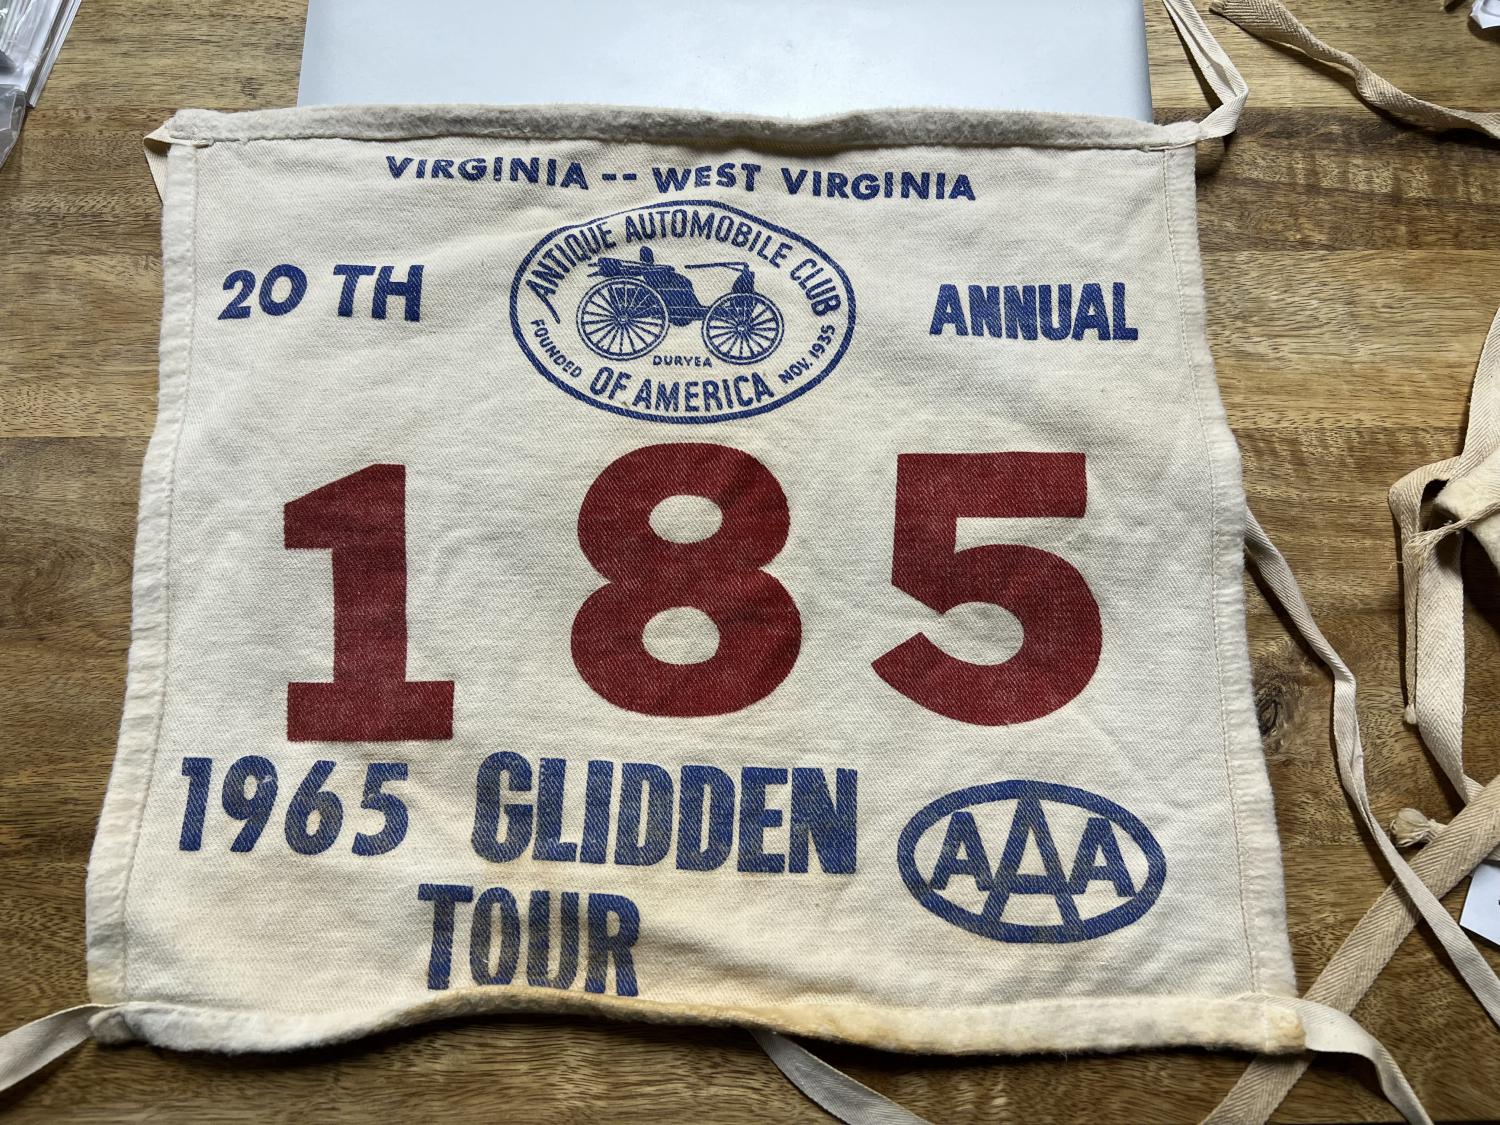 VIRGINIA -- WEST VIRGINIA
20 TH
ANTIQUE AUTOMOBILE CLUB
FOUNDED
DURYEA
NOV. 1935
OF AMERICA
ANNUAL
185
1965 GLIDDEN
TOUR
AAA